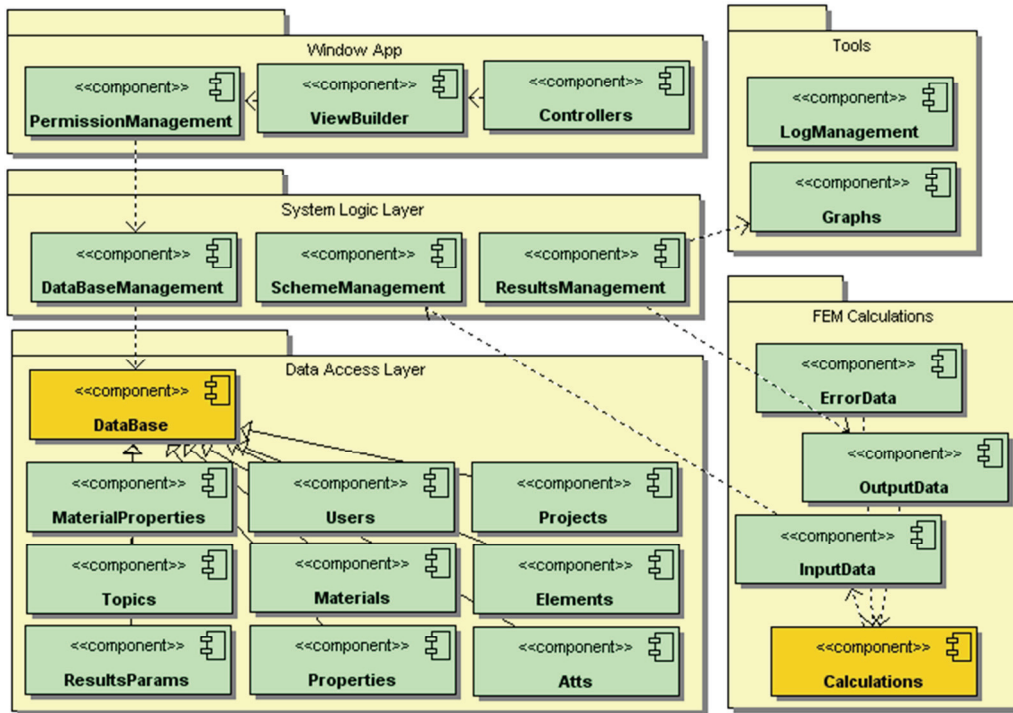 Window App
<<component>>
PermissionManagement
<<component>>
ViewBuilder
<<component>>
Controllers
System Logic Layer
<<component>>
DataBaseManagement
<<component>>
SchemeManagement
<<component>>
ResultsManagement
Data Access Layer
<<component>>
DataBase
<<component>>
MaterialProperties
<<component>>
Users
<<component>>
Projects
<<component>>
Topics
<<component>>
Materials
<<component>>
Elements
<<component>>
ResultsParams
<<component>>
Properties
<<component>>
Atts
Tools
<<component>>
LogManagement
<<component>>
Graphs
FEM Calculations
<<component>>
ErrorData
<<component>>
OutputData
<<component>>
InputData
<<component>>
Calculations